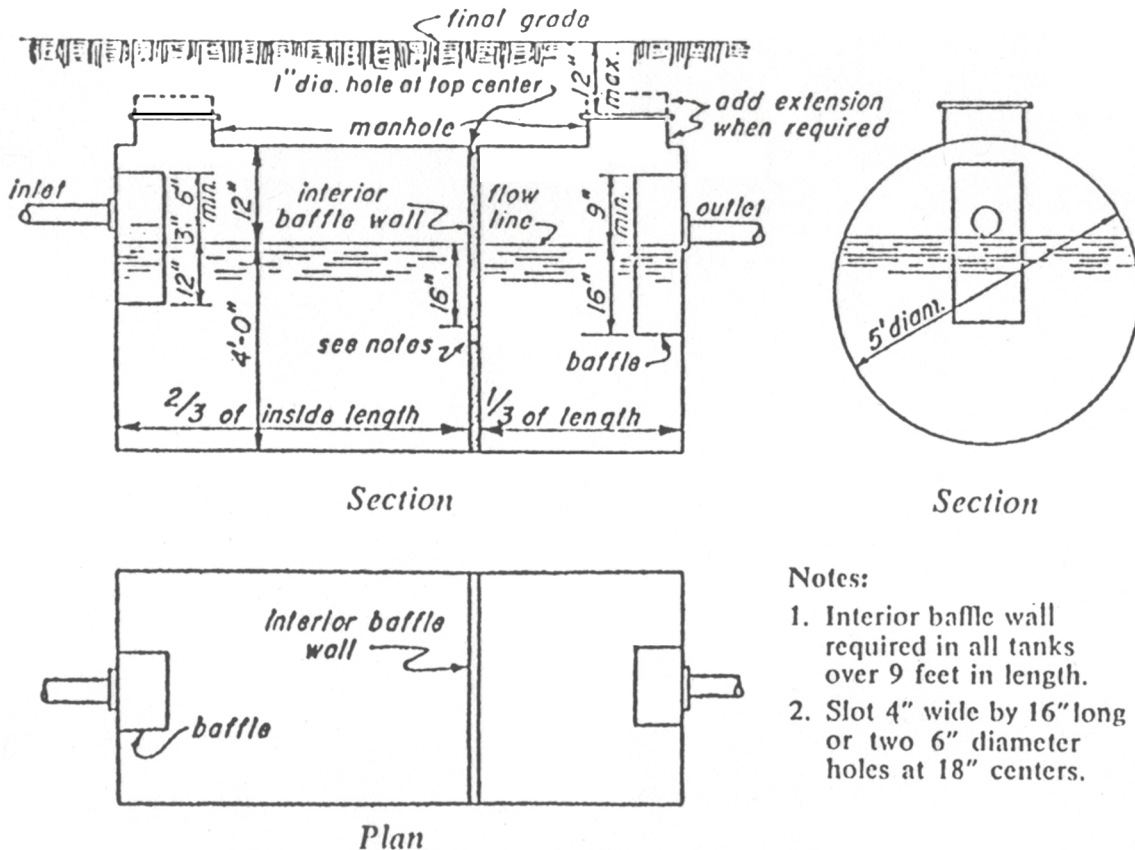 final grade
1" dia. hole at top center
12"
max.
manhole
add extension
when required
inlet
6"
min.
3"
12"
12"
4'-0"
interior
baffle wall
flow
line
16"
9"
min.
16"
outlet
see notes
baffle
5' diam.
2/3 of inside length
1/3 of length
Section
Section
Interior baffle
wall
baffle
Plan
Notes:
1. Interior baffle wall
required in all tanks
over 9 feet in length.
2. Slot 4" wide by 16" long
or two 6" diameter
holes at 18" centers.